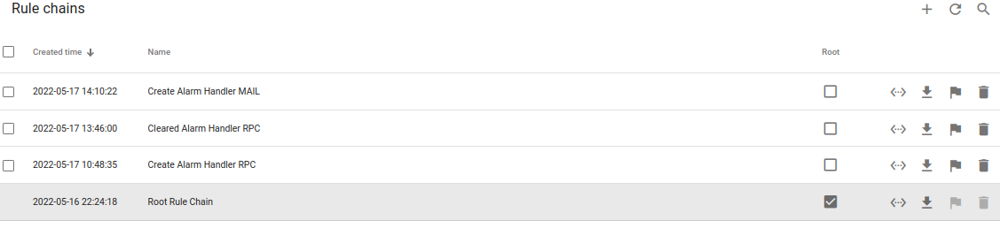 Rule chains
Created time Name Root
2022-05-17 14:10:22 Create Alarm Handler MAIL
2022-05-17 13:46:00 Cleared Alarm Handler RPC
2022-05-17 10:48:35 Create Alarm Handler RPC
2022-05-16 22:24:18 Root Rule Chain